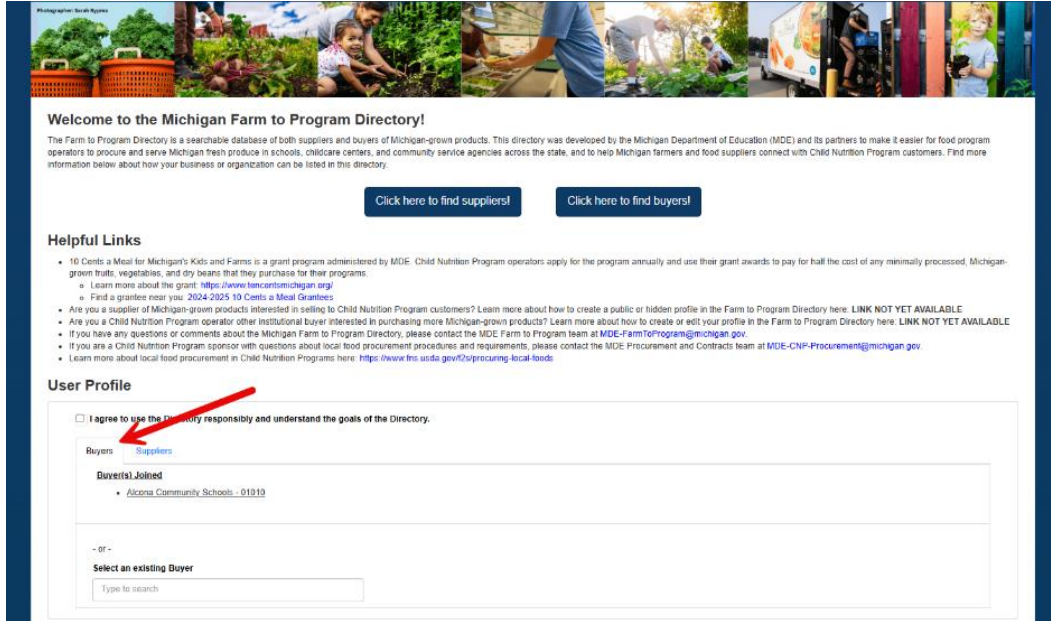 Photographer: Sarah Rypma
Welcome to the Michigan Farm to Program Directory!
The Farm to Program Directory is a searchable database of both suppliers and buyers of Michigan-grown products. This directory was developed by the Michigan Department of Education (MDE) and its partners to make it easier for food program
operators to procure and serve Michigan fresh produce in schools, childcare centers, and community service agencies across the state, and to help Michigan farmers and food suppliers connect with Child Nutrition Program customers. Find more
information below about how your business or organization can be listed in this directory.
Click here to find suppliers! Click here to find buyers!
Helpful Links
10 Cents a Meal for Michigan's Kids and Farms is a grant program administered by MDE. Child Nutrition Program operators apply for the program annually and use their grant awards to pay for half the cost of any minimally processed, Michigan-
grown fruits, vegetables, and dry beans that they purchase for their programs.
Learn more about the grant: https://www.tencentsmichigan.org/
Find a grantee near you: 2024-2025 10 Cents a Meal Grantees
Are you a supplier of Michigan-grown products interested in selling to Child Nutrition Program customers? Learn more about how to create a public or hidden profile in the Farm to Program Directory here: LINK NOT YET AVAILABLE
Are you a Child Nutrition Program operator other institutional buyer interested in purchasing more Michigan-grown products? Learn more about how to create or edit your profile in the Farm to Program Directory here: LINK NOT YET AVAILABLE
If you have any questions or comments about the Michigan Farm to Program Directory, please contact the MDE Farm to Program team at MDE-FarmToProgram@michigan.gov.
If you are a Child Nutrition Program sponsor with questions about local food procurement procedures and requirements, please contact the MDE Procurement and Contracts team at MDE-CNP-Procurement@michigan.gov.
Learn more about local food procurement in Child Nutrition Programs here: https://www.fns.usda.gov/f2s/procuring-local-foods
User Profile
I agree to use the Directory responsibly and understand the goals of the Directory.
Buyers Suppliers
Buyer(s) Joined
Alcona Community Schools - 01010
- or -
Select an existing Buyer
Type to search